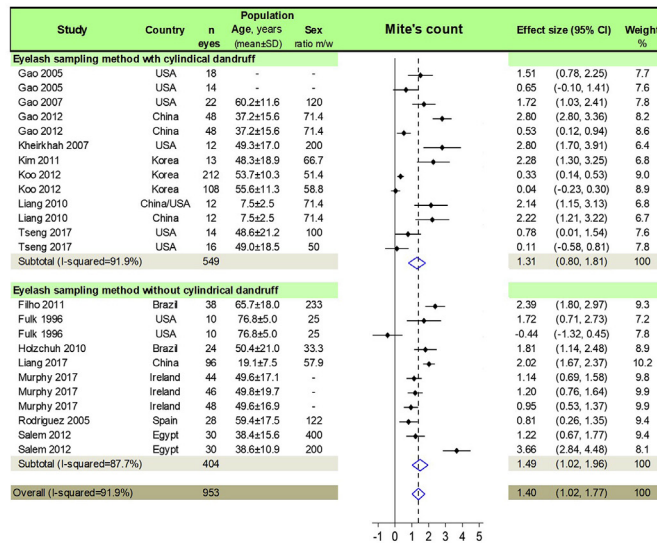 Population
Study Country n eyes Age, years (mean±SD) Sex ratio m/w Mite's count Effect size (95% CI) Weight %
Eyelash sampling method wth cylindrical dandruff
Gao 2005 USA 18 - - 1.51 (0.78, 2.25) 7.7
Gao 2005 USA 14 - - 0.65 (-0.10, 1.41) 7.6
Gao 2007 USA 22 60.2±11.6 120 1.72 (1.03, 2.41) 7.8
Gao 2012 China 48 37.2±15.6 71.4 2.80 (2.80, 3.36) 8.2
Gao 2012 China 48 37.2±15.6 71.4 0.53 (0.12, 0.94) 8.6
Kheirkhah 2007 USA 12 49.3±17.0 200 2.80 (1.70, 3.91) 6.4
Kim 2011 Korea 13 48.3±18.9 66.7 2.28 (1.30, 3.25) 6.8
Koo 2012 Korea 212 53.7±10.3 51.4 0.33 (0.14, 0.53) 9.0
Koo 2012 Korea 108 55.6±11.3 58.8 0.04 (-0.23, 0.30) 8.9
Liang 2010 China/USA 12 7.5±2.5 71.4 2.14 (1.15, 3.13) 6.8
Liang 2010 China 12 7.5±2.5 71.4 2.22 (1.21, 3.22) 6.7
Tseng 2017 USA 14 48.6±21.2 100 0.78 (0.01, 1.54) 7.6
Tseng 2017 USA 16 49.0±18.5 50 0.11 (-0.58, 0.81) 7.8
Subtotal (I-squared=91.9%) 549 1.31 (0.80, 1.81) 100
Eyelash sampling method without cylindrical dandruff
Filho 2011 Brazil 38 65.7±18.0 233 2.39 (1.80, 2.97) 9.3
Fulk 1996 USA 10 76.8±5.0 25 1.72 (0.71, 2.73) 7.2
Fulk 1996 USA 10 76.8±5.0 25 -0.44 (-1.32, 0.45) 7.8
Holzchuh 2010 Brazil 24 50.4±21.0 33.3 1.81 (1.14, 2.48) 8.9
Liang 2017 China 96 19.1±7.5 57.9 2.02 (1.67, 2.37) 10.2
Murphy 2017 Ireland 44 49.6±17.1 - 1.14 (0.69, 1.58) 9.8
Murphy 2017 Ireland 46 49.8±19.7 - 1.20 (0.76, 1.64) 9.9
Murphy 2017 Ireland 48 49.6±16.9 - 0.95 (0.53, 1.37) 9.9
Rodriguez 2005 Spain 28 59.4±17.5 122 0.81 (0.26, 1.35) 9.4
Salem 2012 Egypt 30 38.4±15.6 400 1.22 (0.67, 1.77) 9.4
Salem 2012 Egypt 30 38.6±10.9 200 3.66 (2.84, 4.48) 8.1
Subtotal (I-squared=87.7%) 404 1.49 (1.02, 1.96) 100
Overall (I-squared=91.9%) 953 1.40 (1.02, 1.77) 100
-1 0 1 2 3 4 5